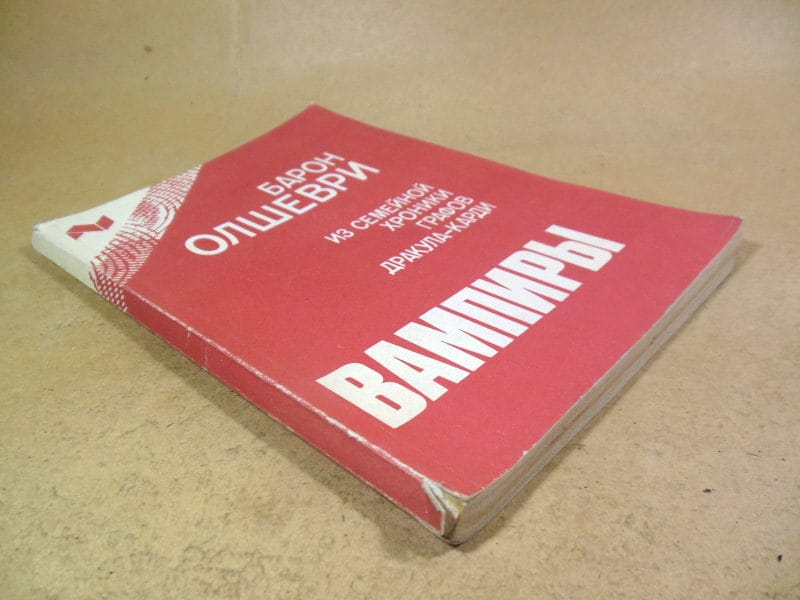 БАРОН
ОЛШЕВРИ
ИЗ СЕМЕЙНОЙ
ХРОНИКИ
ГРАФОВ
ДРАКУЛА-КАРДИ
ВАМПИРЫ